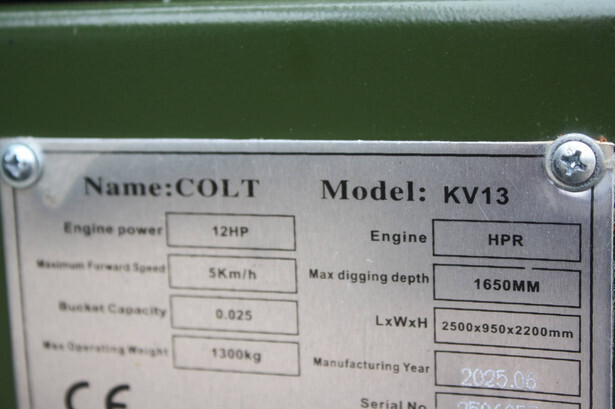 Name:COLT Model: KV13
Engine power 12HP Engine HPR
Maximum Forward Speed 5Km/h Max digging depth 1650MM
Bucket Capacity 0.025 LxWxH 2500x950x2200mm
Max Operating Weight 1300kg Manufacturing Year 2025.06
CE Serial No